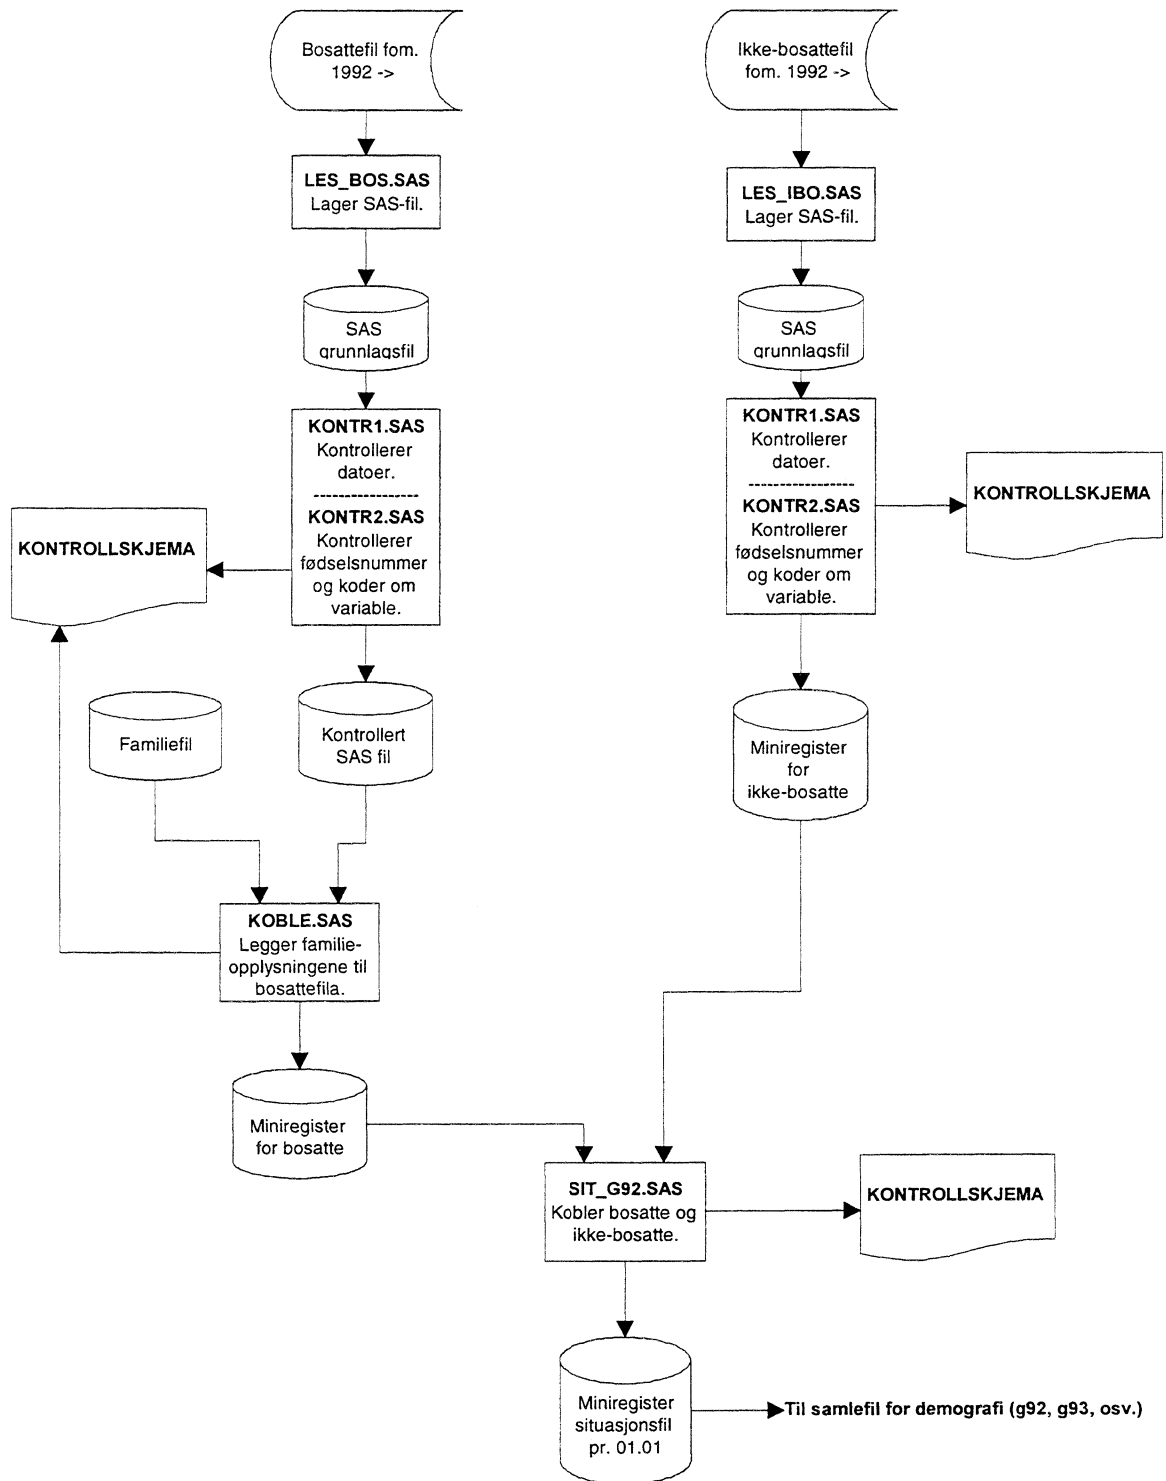 Bosattefil fom.
1992 ->
Ikke-bosattefil
fom. 1992 ->
LES_BOS.SAS
Lager SAS-fil.
LES_IBO.SAS
Lager SAS-fil.
SAS
grunnlagsfil
SAS
grunnlagsfil
KONTR1.SAS
Kontrollerer
datoer.
-------------------
KONTR2.SAS
Kontrollerer
fødselsnummer
og koder om
variable.
KONTR1.SAS
Kontrollerer
datoer.
-------------------
KONTR2.SAS
Kontrollerer
fødselsnummer
og koder om
variable.
KONTROLLSKJEMA
KONTROLLSKJEMA
Familiefil
Kontrollert
SAS fil
Miniregister
for
ikke-bosatte
KOBLE.SAS
Legger familie-
opplysningene til
bosattefila.
Miniregister
for bosatte
SIT_G92.SAS
Kobler bosatte og
ikke-bosatte.
KONTROLLSKJEMA
Miniregister
situasjonsfil
pr. 01.01
Til samlefil for demografi (g92, g93, osv.)